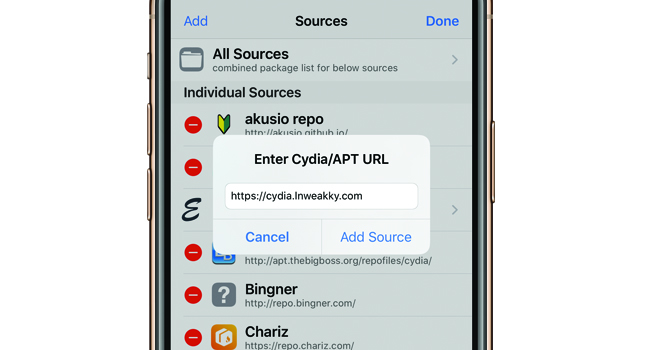 Add Sources Done
All Sources
combined package list for below sources
Individual Sources
akusio repo
http://akusio.github.io/
Enter Cydia/APT URL
https://cydia.lnweakky.com
Cancel Add Source
http://apt.thebigboss.org/repofiles/cydia/
Bingner
http://repo.bingner.com/
Chariz
https://repo.chariz.com/